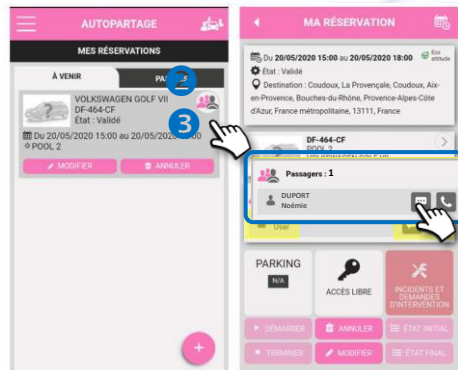 AUTOPARTAGE
MES RÉSERVATIONS
À VENIR
2
VOLKSWAGEN GOLF VII
DF-464-CF
État : Validé
3
Du 20/05/2020 15:00 au 20/05/2020
POOL 2
MODIFIER
ANNULER
+
MA RÉSERVATION
Du 20/05/2020 15:00 au 20/05/2020 18:00
Éco
attitude
État : Validé
Destination : Coudoux, La Provençale, Coudoux, Aix-
en-Provence, Bouches-du-Rhône, Provence-Alpes-Côte
d'Azur, France métropolitaine, 13111, France
DF-464-CF
POOL 2
Passagers : 1
DUPORT
Noémie
User
PARKING
N/A
ACCÈS LIBRE
INCIDENTS ET
DEMANDES
D'INTERVENTION
DÉMARRER
ANNULER
ÉTAT INITIAL
TERMINER
MODIFIER
ÉTAT FINAL